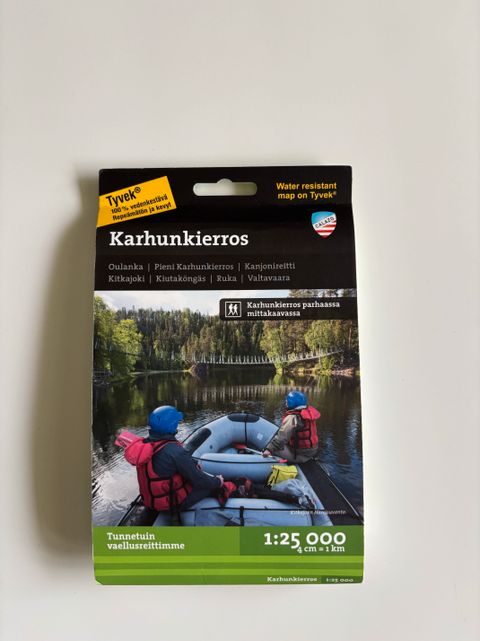 Tyvek®
100 % vedenkestävä
Repeämätön ja kevyt
Water resistant
map on Tyvek®
CALAZO
Karhunkierros
Oulanka | Pieni Karhunkierros | Kanjonireitti
Kitkajoki | Kiutaköngäs | Ruka | Valtavaara
Karhunkierros parhaassa
mittakaavassa
Tunnetuin
vaellusreittimme
1:25 000
4 cm = 1 km
Karhunkierros | 1:25 000